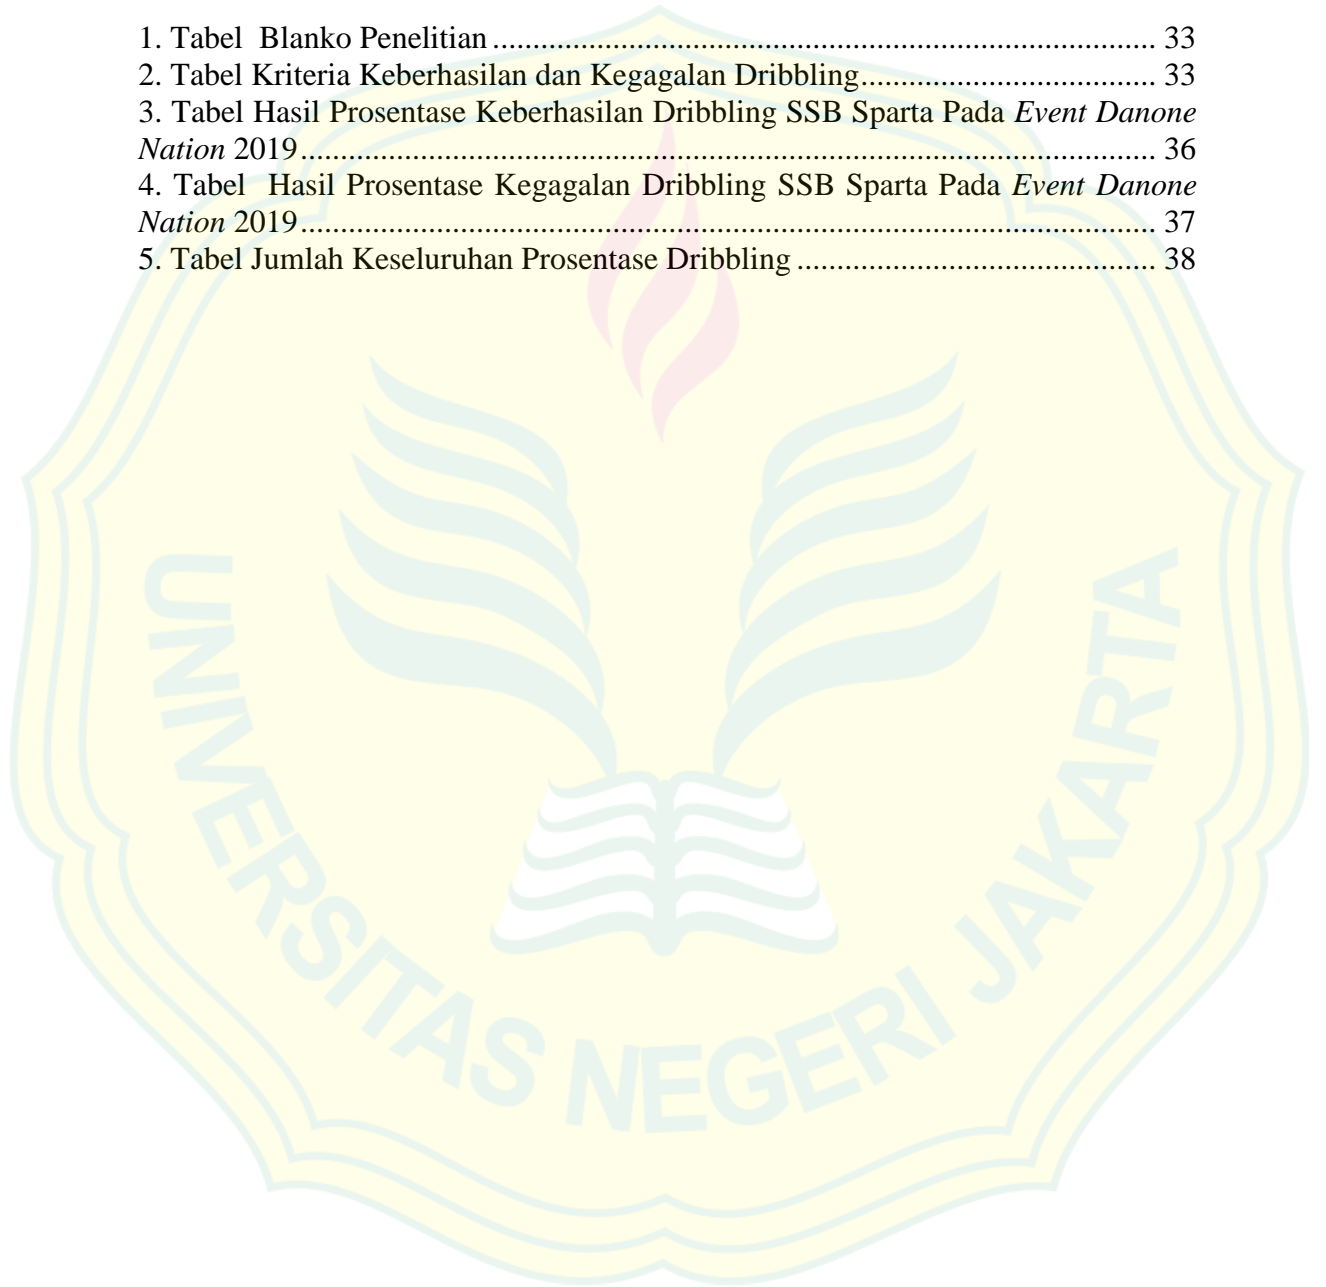 1. Tabel  Blanko Penelitian .................................................................................. 33
2. Tabel Kriteria Keberhasilan dan Kegagalan Dribbling.................................... 33
3. Tabel Hasil Prosentase Keberhasilan Dribbling SSB Sparta Pada Event Danone
Nation 2019......................................................................................................... 36
4. Tabel  Hasil Prosentase Kegagalan Dribbling SSB Sparta Pada Event Danone
Nation 2019......................................................................................................... 37
5. Tabel Jumlah Keseluruhan Prosentase Dribbling ............................................ 38
UNIVERSITAS NEGERI JAKARTA